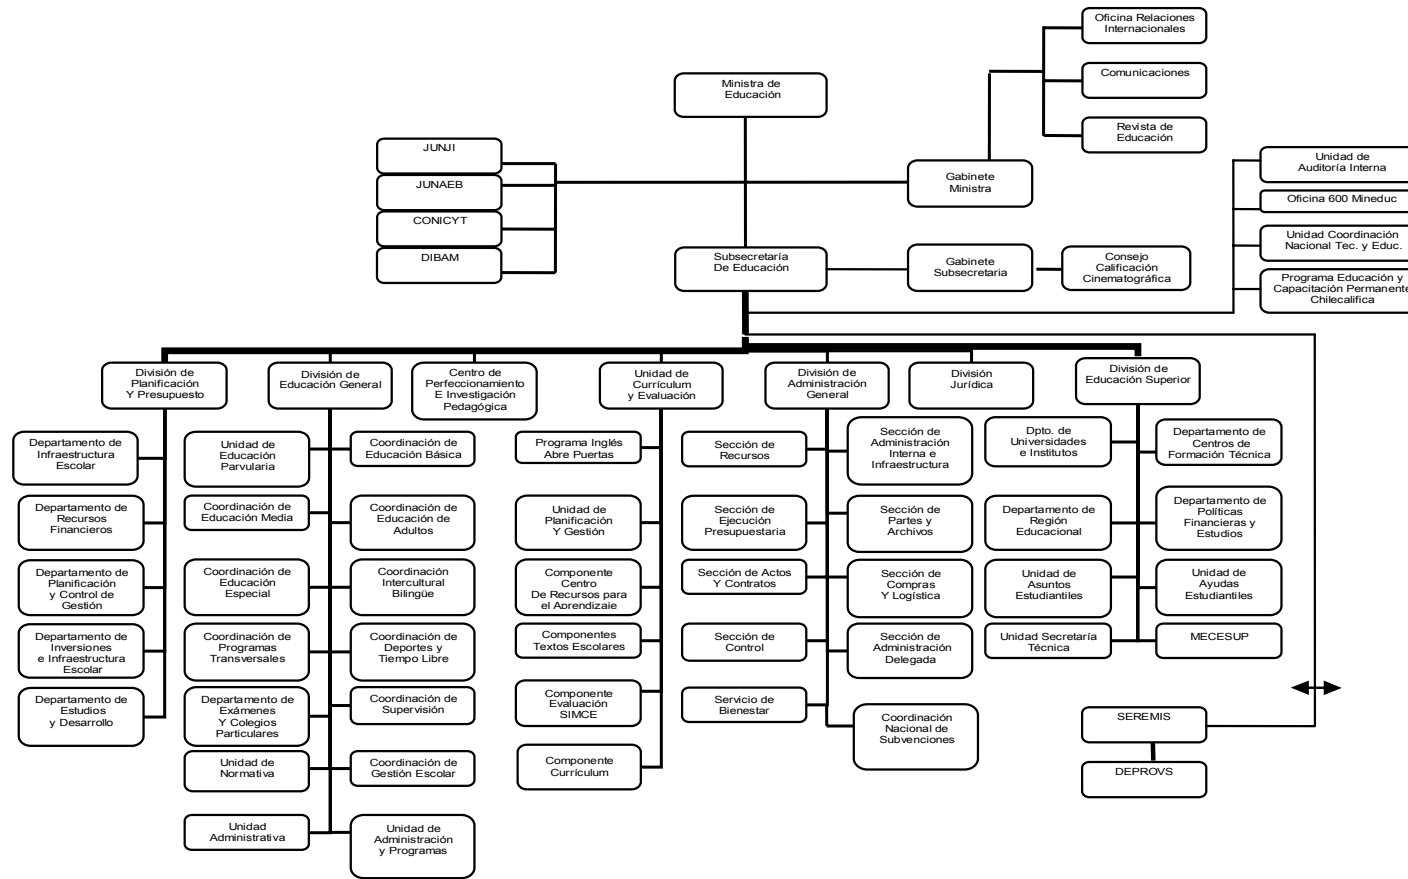 Oficina Relaciones
Internacionales
Comunicaciones
Revista de
Educación
Ministra de
Educación
JUNJI
JUNAEB
CONICYT
DIBAM
Gabinete
Ministra
Unidad de
Auditoría Interna
Oficina 600 Mineduc
Unidad Coordinación
Nacional Tec. y Educ.
Programa Educación y
Capacitación Permanente
Chilecalifica
Subsecretaría
De Educación
Gabinete
Subsecretaria
Consejo
Calificación
Cinematográfica
División de
Planificación
Y Presupuesto
División de
Educación General
Centro de
Perfeccionamiento
E Investigación
Pedagógica
Unidad de
Currículum
y Evaluación
División de
Administración
General
División
Jurídica
División de
Educación Superior
Departamento de
Infraestructura
Escolar
Departamento de
Recursos
Financieros
Departamento de
Planificación
y Control de
Gestión
Departamento de
Inversiones
e Infraestructura
Escolar
Departamento de
Estudios
y Desarrollo
Unidad de
Educación
Parvularia
Coordinación de
Educación Básica
Coordinación de
Educación Media
Coordinación de
Educación de
Adultos
Coordinación de
Educación
Especial
Coordinación
Intercultural
Bilingüe
Coordinación de
Programas
Transversales
Coordinación de
Deportes y
Tiempo Libre
Departamento de
Exámenes
Y Colegios
Particulares
Coordinación de
Supervisión
Unidad de
Normativa
Coordinación de
Gestión Escolar
Unidad
Administrativa
Unidad de
Administración
y Programas
Programa Inglés
Abre Puertas
Unidad de
Planificación
Y Gestión
Componente
Centro
De Recursos para
el Aprendizaje
Componentes
Textos Escolares
Componente
Evaluación
SIMCE
Componente
Currículum
Sección de
Recursos
Sección de
Administración
Interna e
Infraestructura
Sección de
Ejecución
Presupuestaria
Sección de
Partes y
Archivos
Sección de Actos
Y Contratos
Sección de
Compras
Y Logística
Sección de
Control
Sección de
Administración
Delegada
Servicio de
Bienestar
Coordinación
Nacional de
Subvenciones
Dpto. de
Universidades
e Institutos
Departamento de
Centros de
Formación Técnica
Departamento de
Región
Educacional
Departamento de
Políticas
Financieras y
Estudios
Unidad de
Asuntos
Estudiantiles
Unidad de
Ayudas
Estudiantiles
Unidad Secretaría
Técnica
MECESUP
SEREMIS
DEPROVS